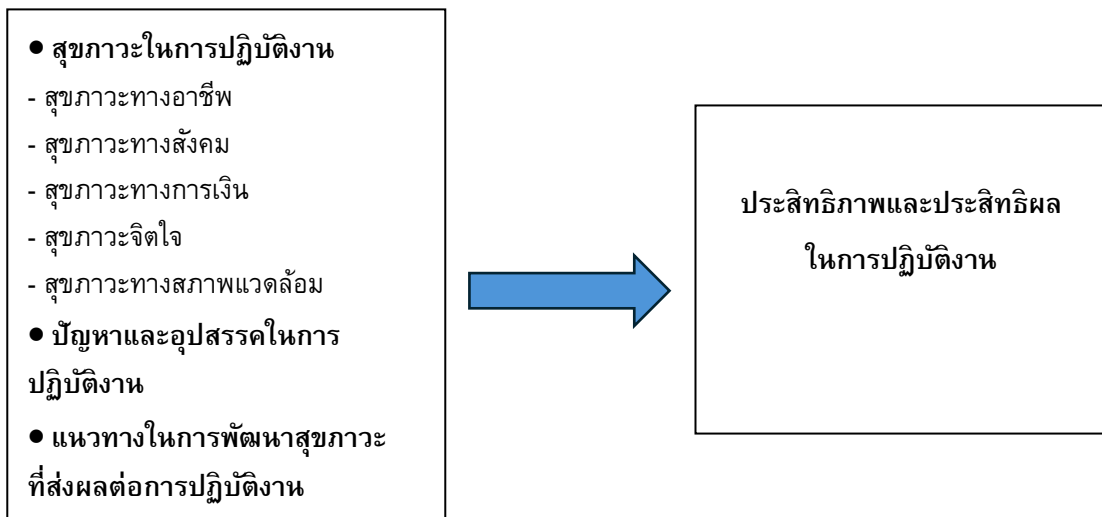 ● สุขภาวะในการปฏิบัติงาน
- สุขภาวะทางอาชีพ
- สุขภาวะทางสังคม
- สุขภาวะทางการเงิน
- สุขภาวะจิตใจ
- สุขภาวะทางสภาพแวดล้อม
● ปัญหาและอุปสรรคในการ
ปฏิบัติงาน
● แนวทางในการพัฒนาสุขภาวะ
ที่ส่งผลต่อการปฏิบัติงาน
ประสิทธิภาพและประสิทธิผล
ในการปฏิบัติงาน